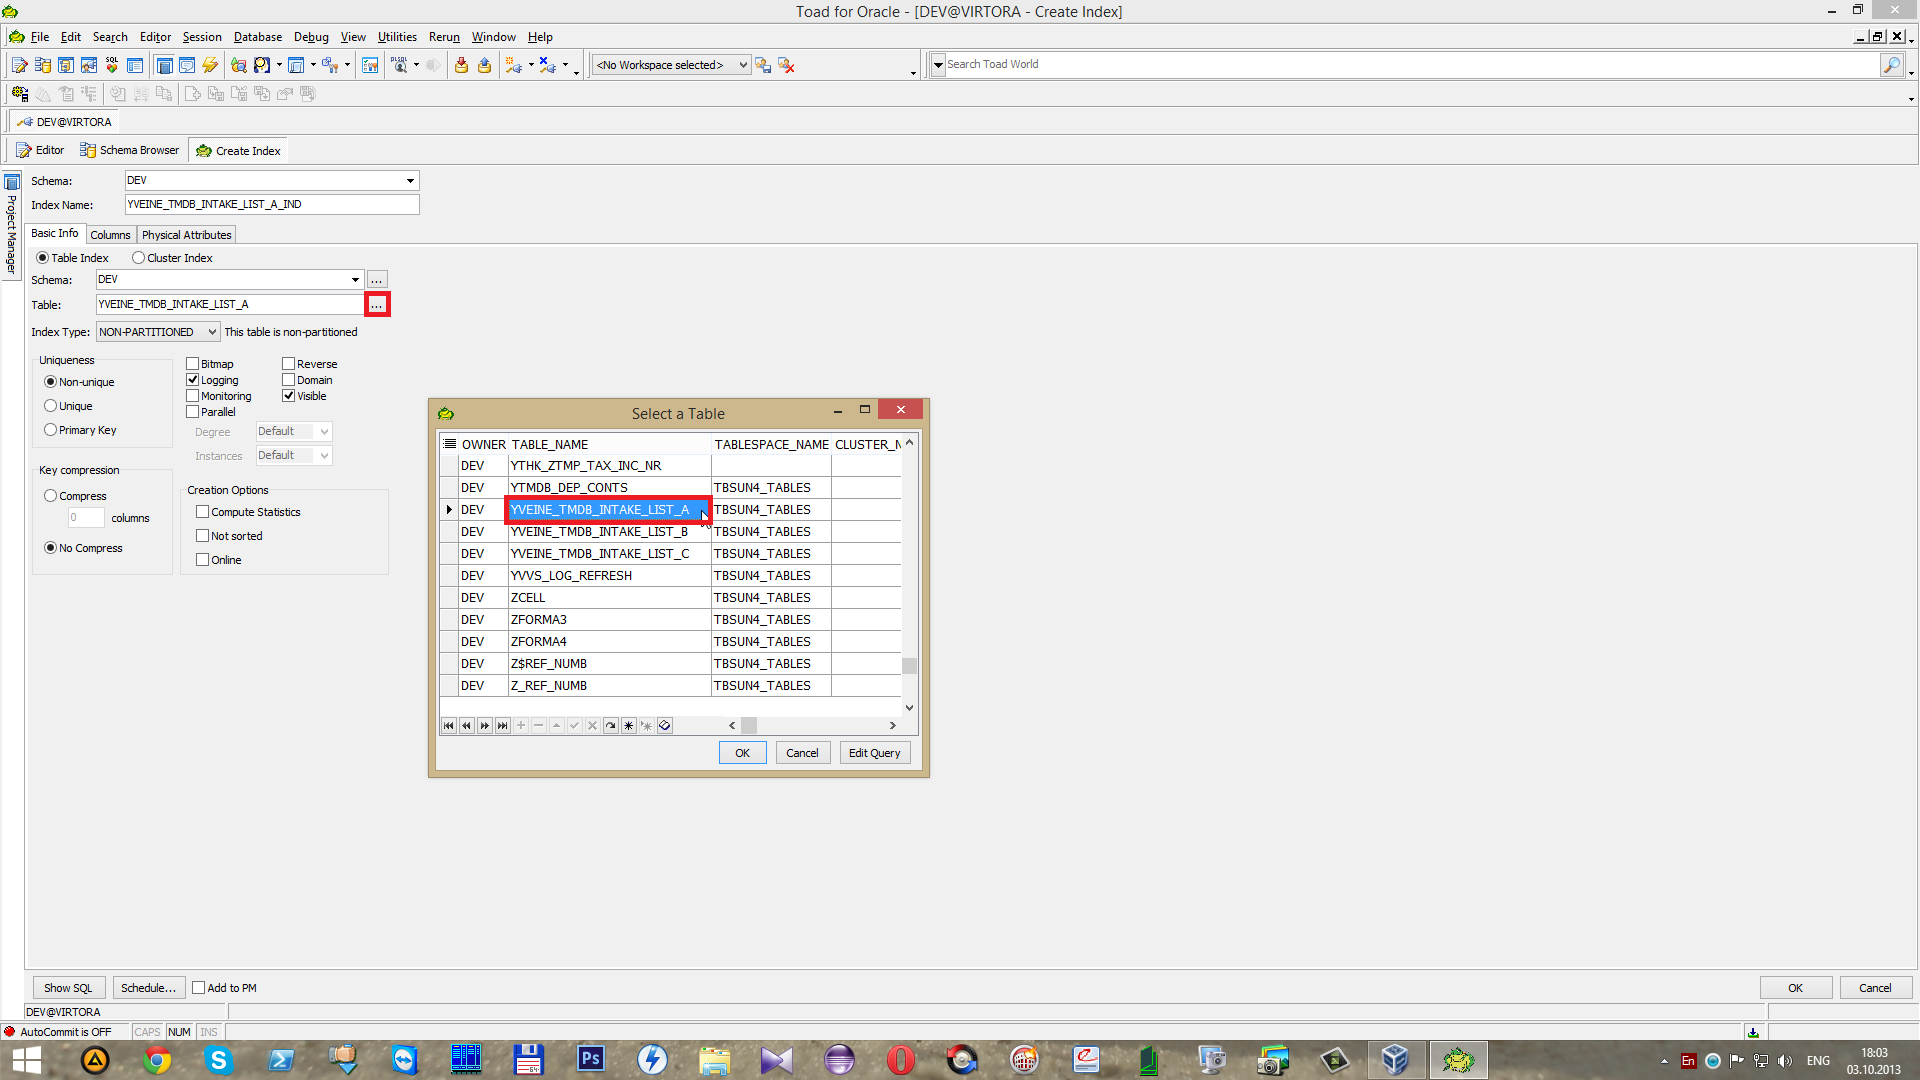 Toad for Oracle - [DEV@VIRTORA - Create Index]
File Edit Search Editor Session Database Debug View Utilities Rerun Window Help
<No Workspace selected> Search Toad World
DEV@VIRTORA
Editor Schema Browser Create Index
Project Manager
Schema: DEV
Index Name: YVEINE_TMDB_INTAKE_LIST_A_IND
Basic Info Columns Physical Attributes
Table Index Cluster Index
Schema: DEV ...
Table: YVEINE_TMDB_INTAKE_LIST_A ...
Index Type: NON-PARTITIONED This table is non-partitioned
Uniqueness
Non-unique
Unique
Primary Key
Bitmap Reverse
Logging Domain
Monitoring Visible
Parallel
Degree Default
Instances Default
Key compression
Compress
0 columns
No Compress
Creation Options
Compute Statistics
Not sorted
Online
Select a Table
OWNER TABLE_NAME TABLESPACE_NAME CLUSTER_N
DEV YTHK_ZTMP_TAX_INC_NR
DEV YTMDB_DEP_CONTS TBSUN4_TABLES
DEV YVEINE_TMDB_INTAKE_LIST_A TBSUN4_TABLES
DEV YVEINE_TMDB_INTAKE_LIST_B TBSUN4_TABLES
DEV YVEINE_TMDB_INTAKE_LIST_C TBSUN4_TABLES
DEV YVVS_LOG_REFRESH TBSUN4_TABLES
DEV ZCELL TBSUN4_TABLES
DEV ZFORMA3 TBSUN4_TABLES
DEV ZFORMA4 TBSUN4_TABLES
DEV Z$REF_NUMB TBSUN4_TABLES
DEV Z_REF_NUMB TBSUN4_TABLES
OK Cancel Edit Query
Show SQL Schedule... Add to PM OK Cancel
DEV@VIRTORA
AutoCommit is OFF CAPS NUM INS
Ps En ENG 18:03
03.10.2013